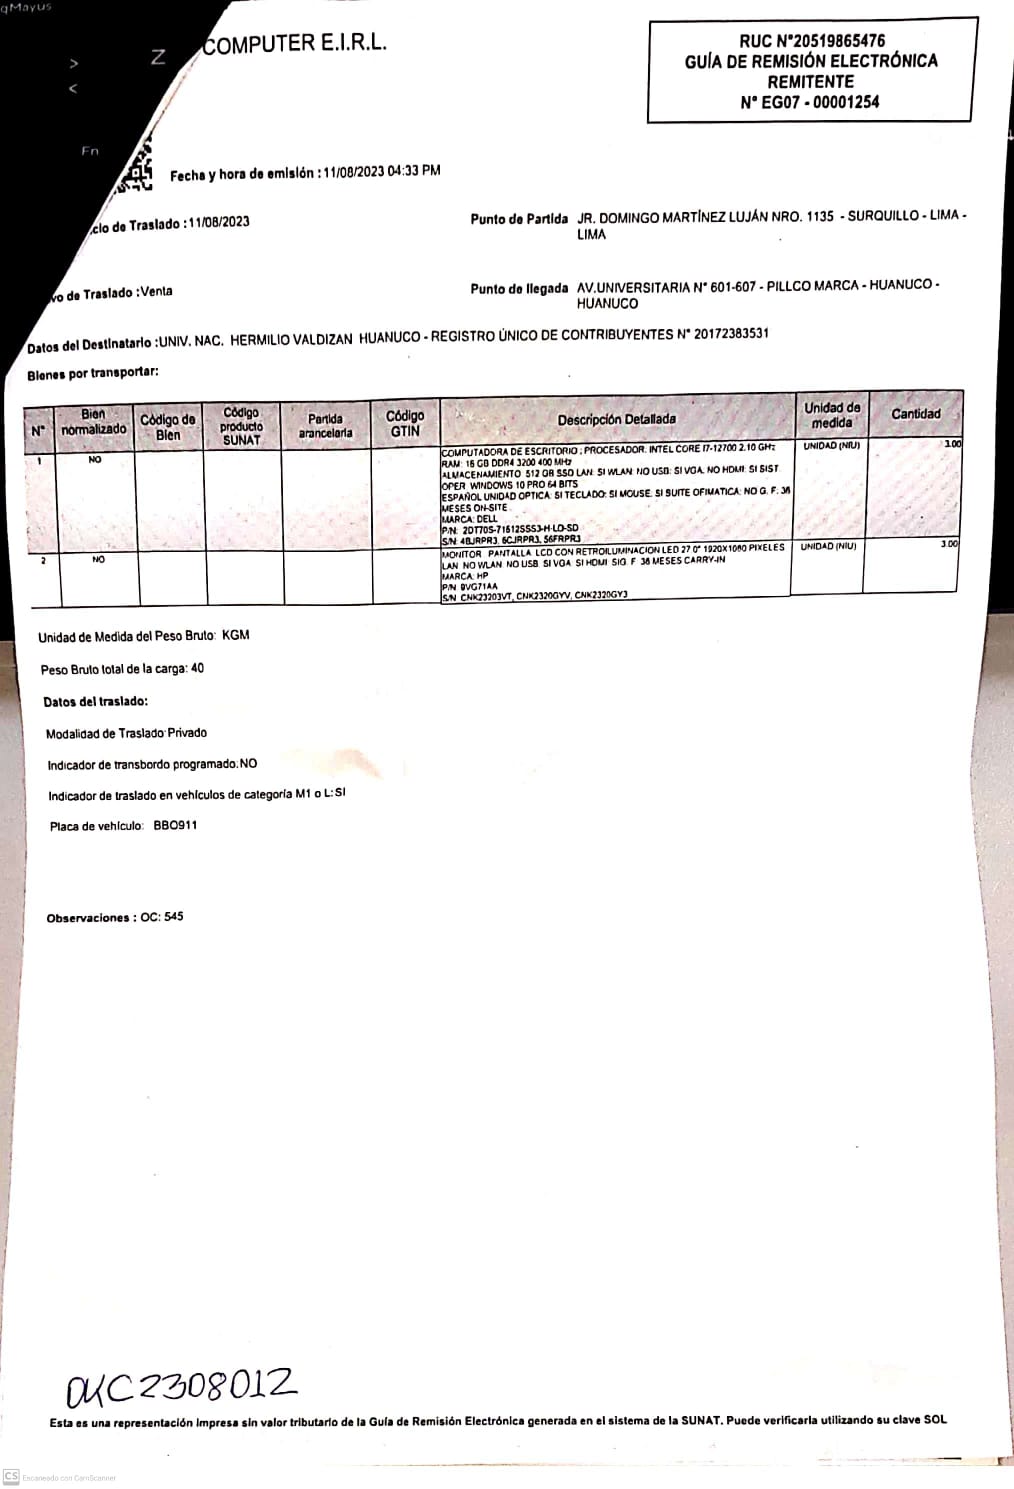 qMayus
COMPUTER E.I.R.L.
RUC N°20519865476
GUÍA DE REMISIÓN ELECTRÓNICA
REMITENTE
N° EG07 - 00001254
> Z
<
Fn
Fecha y hora de emisión : 11/08/2023 04:33 PM
cio de Traslado : 11/08/2023
Punto de Partida JR. DOMINGO MARTÍNEZ LUJÁN NRO. 1135 - SURQUILLO - LIMA -
LIMA
vo de Traslado : Venta
Punto de llegada AV.UNIVERSITARIA N° 601-607 - PILLCO MARCA - HUANUCO -
HUANUCO
Datos del Destinatario : UNIV. NAC. HERMILIO VALDIZAN HUANUCO - REGISTRO ÚNICO DE CONTRIBUYENTES N° 20172383531
Bienes por transportar:
N° Bien normalizado Código de Bien Código producto SUNAT Partida arancelaria Código GTIN Descripción Detallada Unidad de medida Cantidad
1 NO COMPUTADORA DE ESCRITORIO : PROCESADOR. INTEL CORE I7-12700 2.10 GHz UNIDAD (NIU) 3.00
RAM: 16 GB DDR4 3200 400 MHz
ALMACENAMIENTO 512 GB SSD LAN: SI WLAN: NO USB: SI VGA. NO HDMI: SI SIST.
OPER WINDOWS 10 PRO 64 BITS
ESPAÑOL UNIDAD OPTICA: SI TECLADO: SI MOUSE. SI SUITE OFIMATICA: NO G. F. 36
MESES ON-SITE
MARCA: DELL
P/N: 2DT70S-71612SSS3-H-LO-SD
S/N: 4BJRPR3, 6CJRPR3, 56FRPR3
2 NO MONITOR PANTALLA LCD CON RETROILUMINACION LED 27 0" 1920X1080 PIXELES UNIDAD (NIU) 3.00
LAN NO WLAN NO USB SI VGA SI HDMI SI G. F 36 MESES CARRY-IN
MARCA: HP
P/N 9VG71AA
S/N CNK23203VT, CNK2320GYV, CNK2320GYJ
Unidad de Medida del Peso Bruto: KGM
Peso Bruto total de la carga: 40
Datos del traslado:
Modalidad de Traslado: Privado
Indicador de transbordo programado: NO
Indicador de traslado en vehículos de categoría M1 o L: SI
Placa de vehículo: BBO911
Observaciones : OC: 545
OKC2308012
Esta es una representación impresa sin valor tributario de la Guía de Remisión Electrónica generada en el sistema de la SUNAT. Puede verificarla utilizando su clave SOL
CS Escaneado con CamScanner